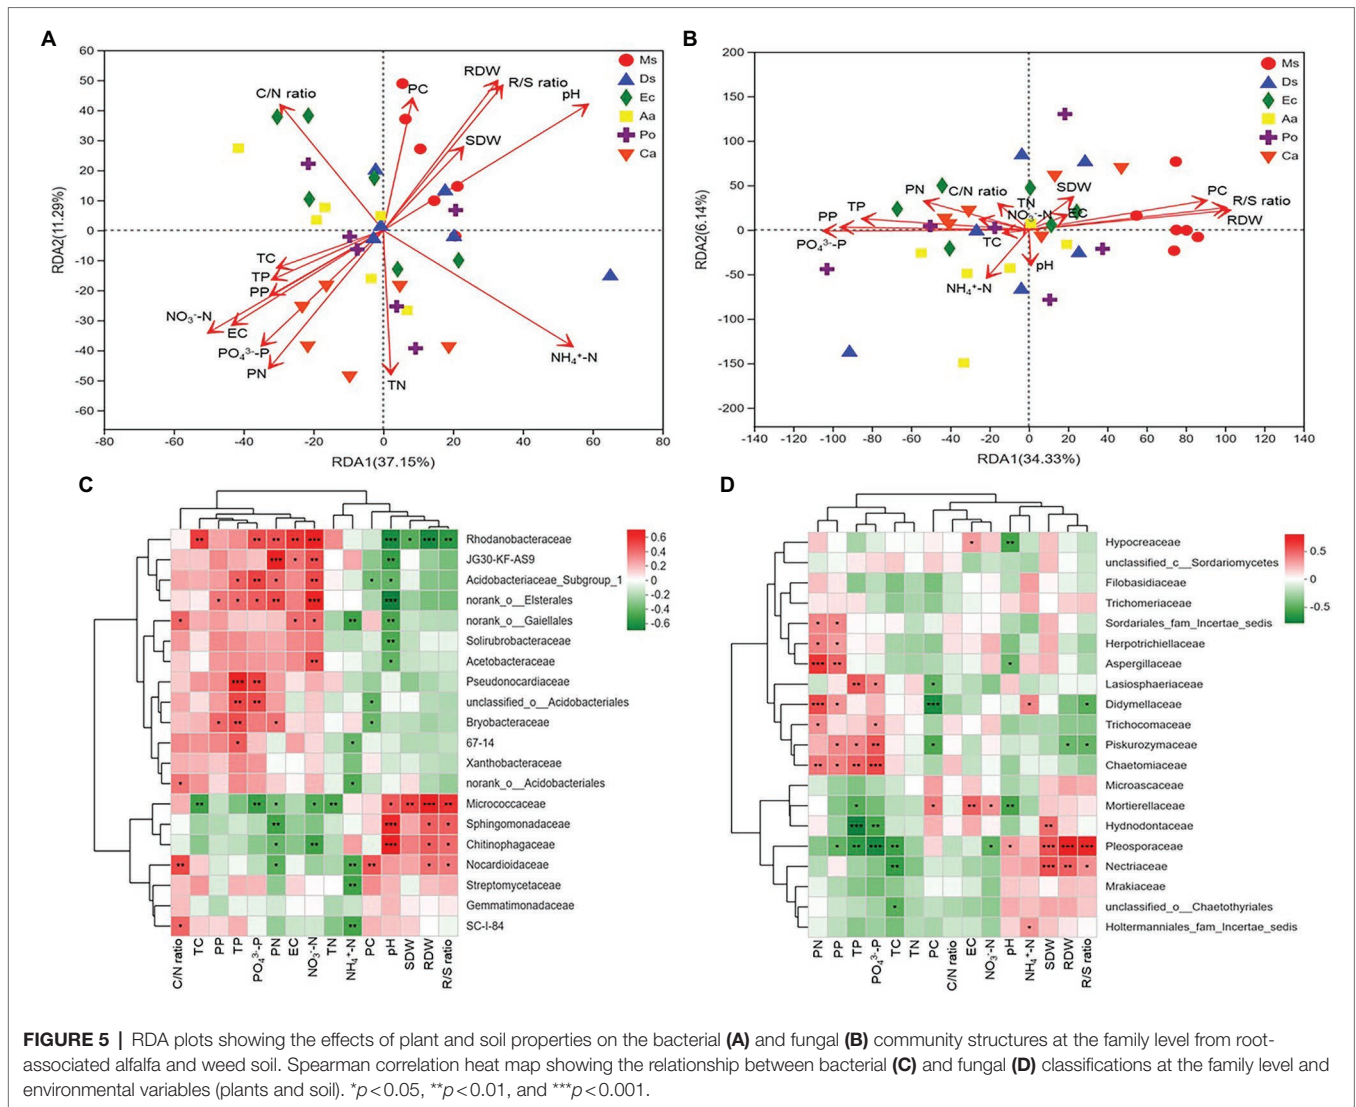 A
60
50
40
30
20
10
0
-10
-20
-30
-40
-50
-60
RDA2(11.29%)
-80
-60
-40
-20
0
20
40
60
80
RDA1(37.15%)
C/N ratio
PC
RDW
R/S ratio
pH
SDW
TC
TP
PP
NO₃⁻-N
EC
PO₄³⁻-P
PN
TN
NH₄⁺-N
Ms
Ds
Ec
Aa
Po
Ca
B
200
150
100
50
0
-50
-100
-150
-200
RDA2(6.14%)
-140
-120
-100
-80
-60
-40
-20
0
20
40
60
80
100
120
140
RDA1(34.33%)
PN
C/N ratio
SDW
TN
NO₃⁻-N
EC
PC
R/S ratio
RDW
TP
PP
PO₄³⁻-P
TC
pH
NH₄⁺-N
Ms
Ds
Ec
Aa
Po
Ca
C
Rhodanobacteraceae
JG30-KF-AS9
Acidobacteriaceae_Subgroup_1
norank_o__Elsterales
norank_o__Gaiellales
Solirubrobacteraceae
Acetobacteraceae
Pseudonocardiaceae
unclassified_o__Acidobacteriales
Bryobacteraceae
67-14
Xanthobacteraceae
norank_o__Acidobacteriales
Micrococcaceae
Sphingomonadaceae
Chitinophagaceae
Nocardioidaceae
Streptomycetaceae
Gemmatimonadaceae
SC-I-84
C/N ratio
TC
PP
TP
PO₄³⁻-P
PN
EC
NO₃⁻-N
TN
NH₄⁺-N
PC
pH
SDW
RDW
R/S ratio
0.6
0.4
0.2
0
-0.2
-0.4
-0.6
D
Hypocreaceae
unclassified_c__Sordariomycetes
Filobasidiaceae
Trichomeriaceae
Sordariales_fam_Incertae_sedis
Herpotrichiellaceae
Aspergillaceae
Lasiosphaeriaceae
Didymellaceae
Trichocomaceae
Piskurozymaceae
Chaetomiaceae
Microascaceae
Mortierellaceae
Hydnodontaceae
Pleosporaceae
Nectriaceae
Mrakiaceae
unclassified_o__Chaetothyriales
Holtermanniales_fam_Incertae_sedis
PN
PP
TP
PO₄³⁻-P
TC
TN
PC
C/N ratio
EC
NO₃⁻-N
pH
NH₄⁺-N
SDW
RDW
R/S ratio
0.5
0
-0.5
FIGURE 5 | RDA plots showing the effects of plant and soil properties on the bacterial (A) and fungal (B) community structures at the family level from root-
associated alfalfa and weed soil. Spearman correlation heat map showing the relationship between bacterial (C) and fungal (D) classifications at the family level and
environmental variables (plants and soil). *p<0.05, **p<0.01, and ***p<0.001.